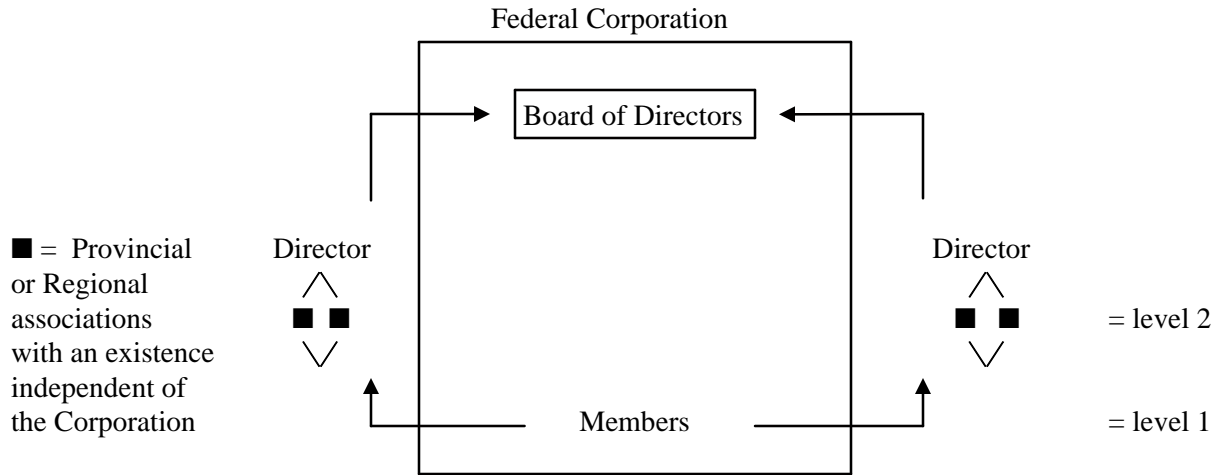 Federal Corporation
Board of Directors
■ = Provincial
or Regional
associations
with an existence
independent of
the Corporation
Director
Director
= level 2
Members
= level 1